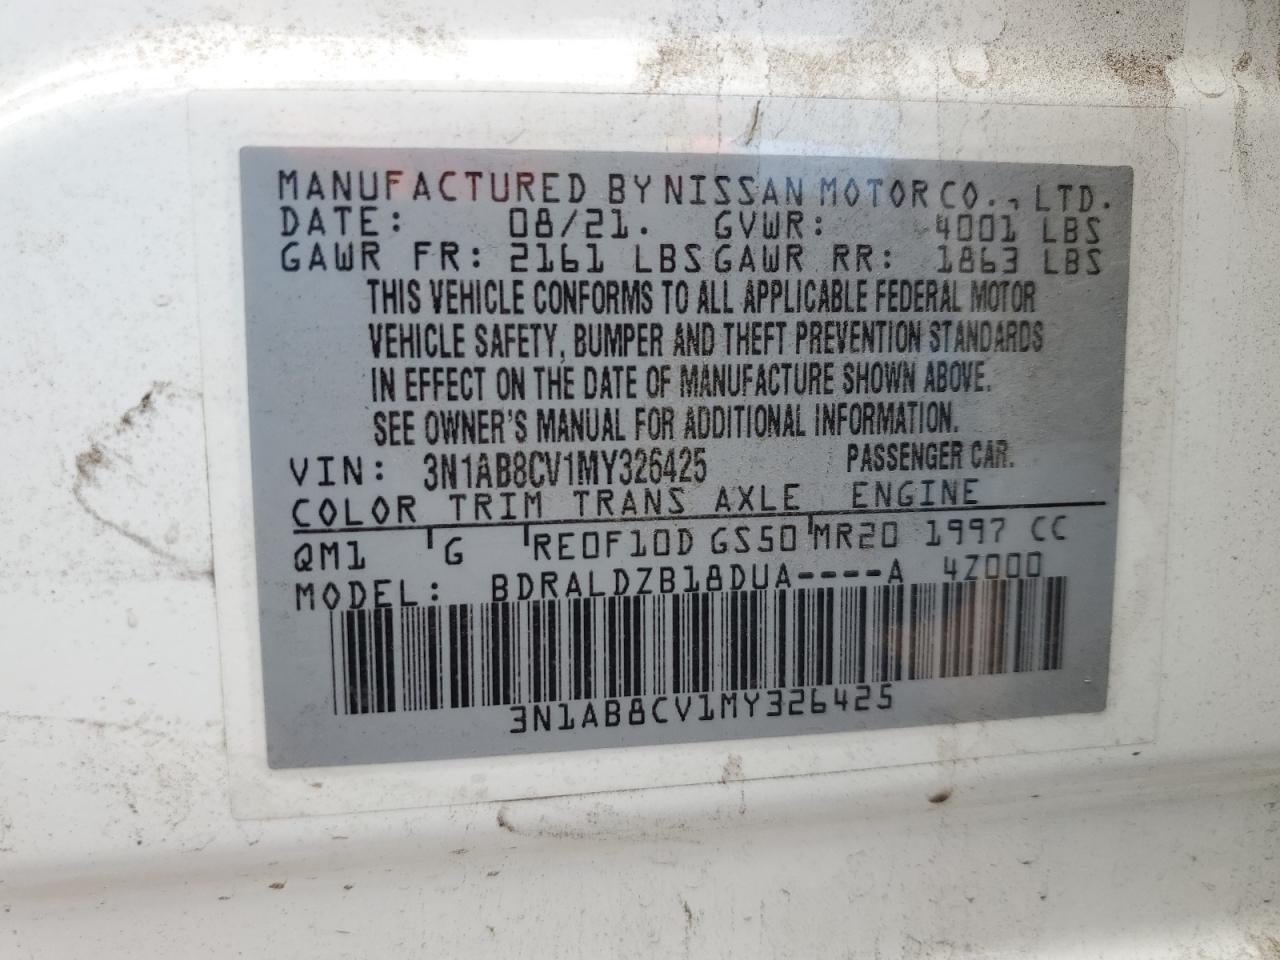 MANUFACTURED BY NISSAN MOTOR CO., LTD.
DATE: 08/21. GVWR: 4001 LBS
GAWR FR: 2161 LBS GAWR RR: 1863 LBS
THIS VEHICLE CONFORMS TO ALL APPLICABLE FEDERAL MOTOR
VEHICLE SAFETY, BUMPER AND THEFT PREVENTION STANDARDS
IN EFFECT ON THE DATE OF MANUFACTURE SHOWN ABOVE.
SEE OWNER'S MANUAL FOR ADDITIONAL INFORMATION.
VIN: 3N1AB8CV1MY326425 PASSENGER CAR.
COLOR TRIM TRANS AXLE ENGINE
QM1 G RE0F10D GS50 MR20 1997 CC
MODEL: BDRALDZB18DUA----A 4Z000
3N1AB8CV1MY326425